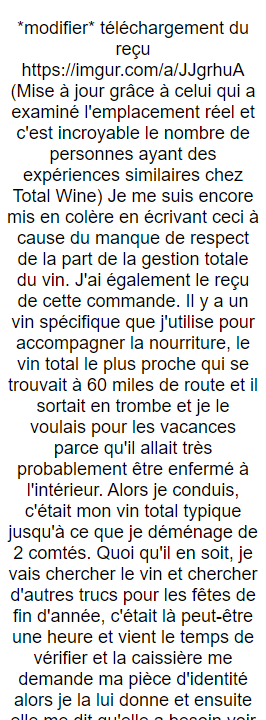 *modifier* téléchargement du
reçu
https://imgur.com/a/JJgrhuA
(Mise à jour grâce à celui qui a
examiné l'emplacement réel et
c'est incroyable le nombre de
personnes ayant des
expériences similaires chez
Total Wine) Je me suis encore
mis en colère en écrivant ceci à
cause du manque de respect
de la part de la gestion totale
du vin. J'ai également le reçu
de cette commande. Il y a un
vin spécifique que j'utilise pour
accompagner la nourriture, le
vin total le plus proche qui se
trouvait à 60 miles de route et il
sortait en trombe et je le
voulais pour les vacances
parce qu'il allait très
probablement être enfermé à
l'intérieur. Alors je conduis,
c'était mon vin total typique
jusqu'à ce que je déménage de
2 comtés. Quoi qu'il en soit, je
vais chercher le vin et chercher
d'autres trucs pour les fêtes de
fin d'année, c'était là peut-être
une heure et vient le temps de
vérifier et la caissière me
demande ma pièce d'identité
alors je la lui donne et ensuite
elle me dit qu'elle a besoin voir